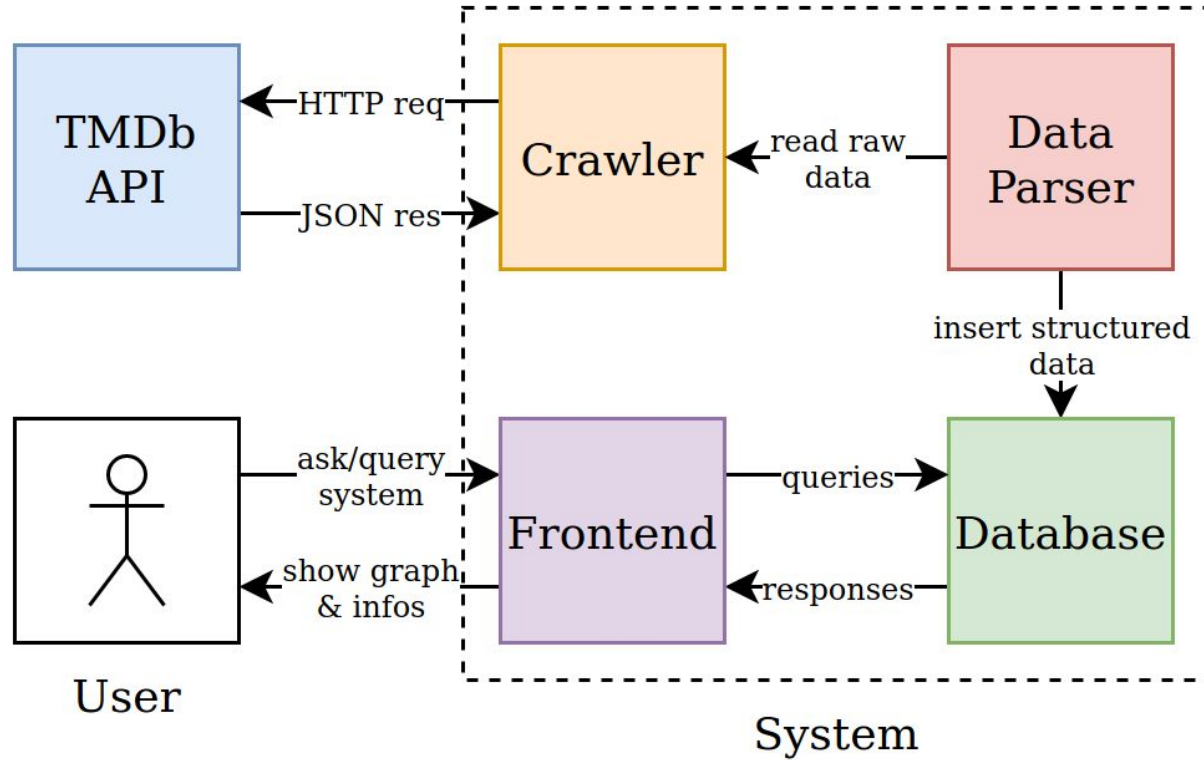 TMDb
API
HTTP req
JSON res
Crawler
read raw
data
Data
Parser
insert structured
data
ask/query
system
show graph
& infos
Frontend
queries
responses
Database
User
System